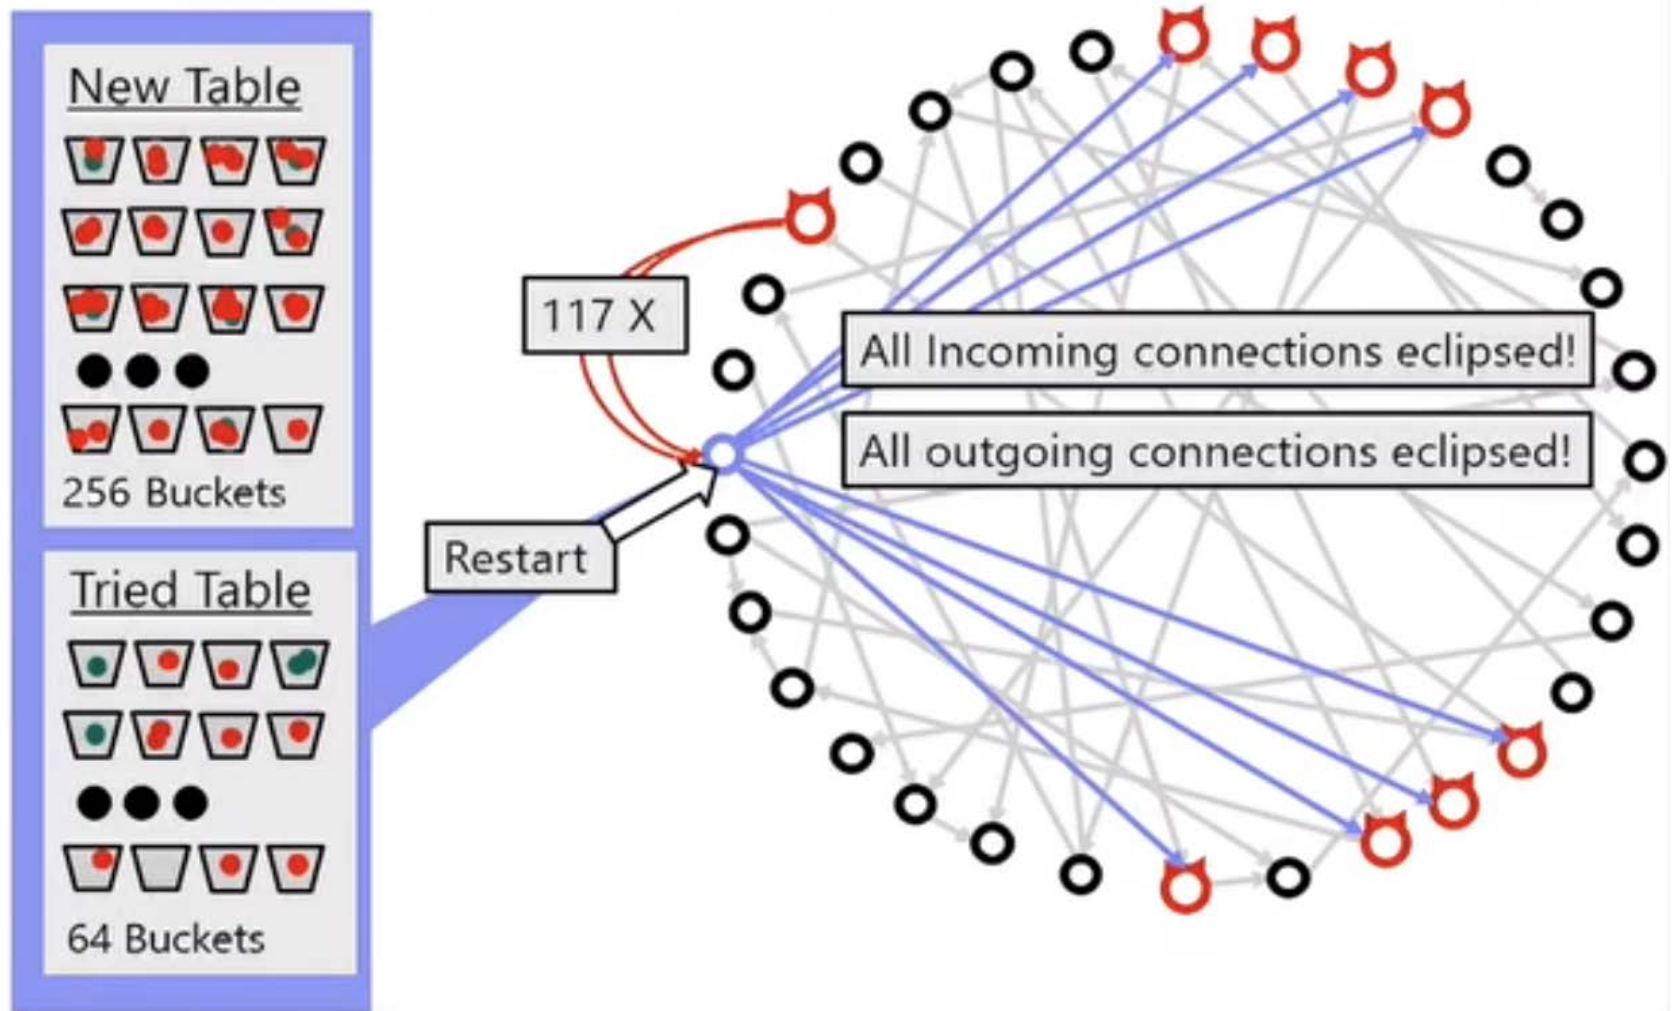 New Table
256 Buckets
Tried Table
64 Buckets
117 X
Restart
All Incoming connections eclipsed!
All outgoing connections eclipsed!